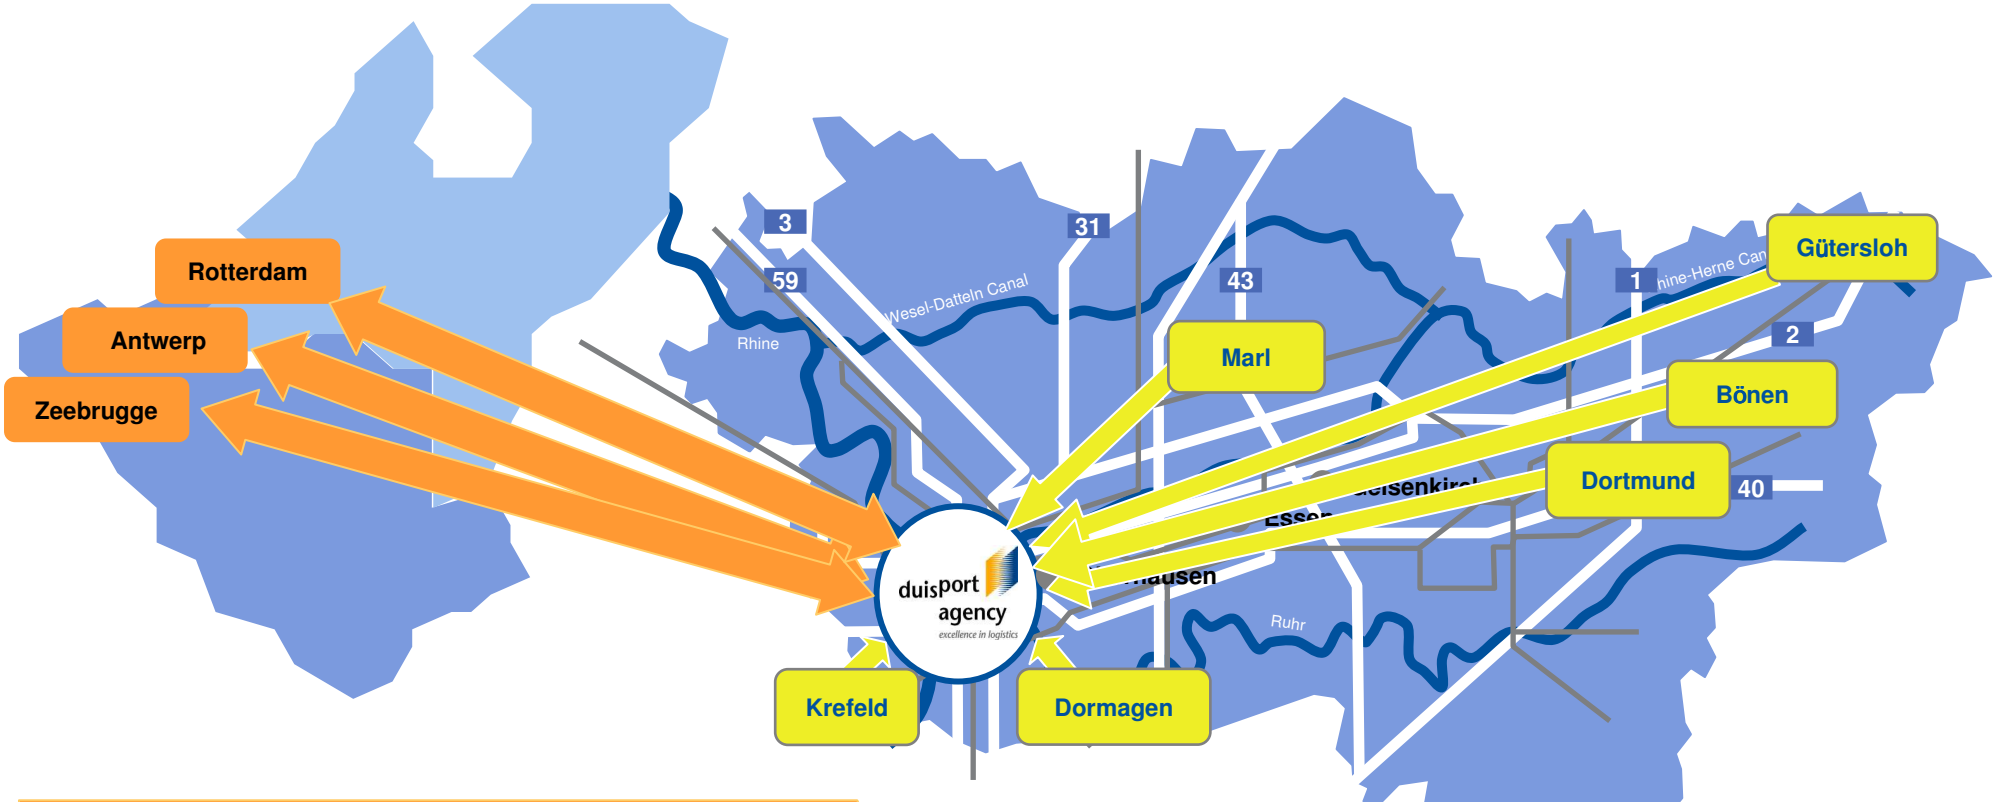 3
31
59
43
1
Gütersloh
Rotterdam
Wesel-Datteln Canal
Antwerp
Rhine
Marl
2
Zeebrugge
Bönen
Dortmund
40
Essen
duisport
agency
excellence in logistics
Ruhr
Krefeld
Dormagen